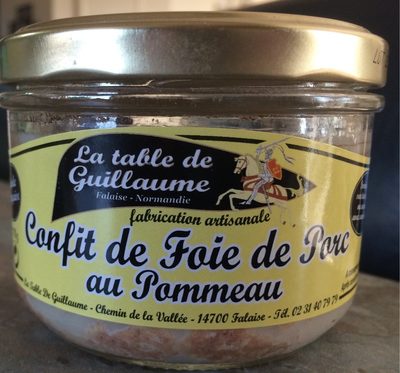 La table de
Guillaume
Falaise - Normandie
fabrication artisanale
Confit de Foie de Porc
au Pommeau
La Table De Guillaume - Chemin de la Vallée - 14700 Falaise - Tél. 02 31 40 79 79